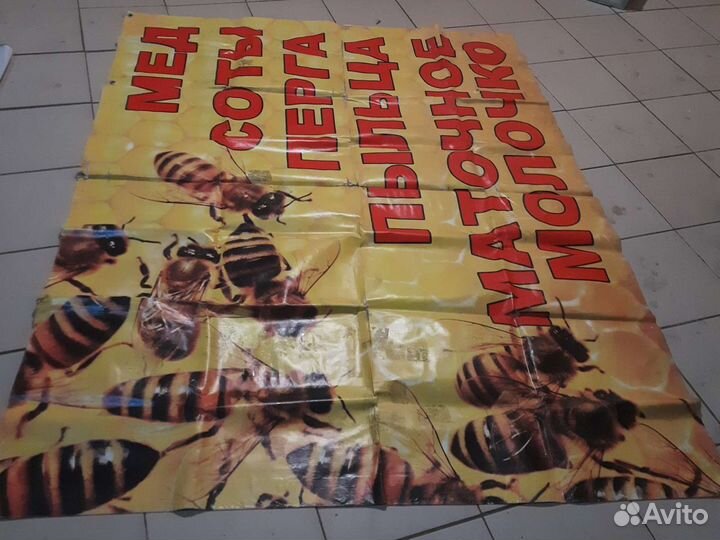 МЕД
СОТЫ
ПЕРГА
ПЫЛЬЦА
МАТОЧНОЕ
МОЛОЧКО
Avito